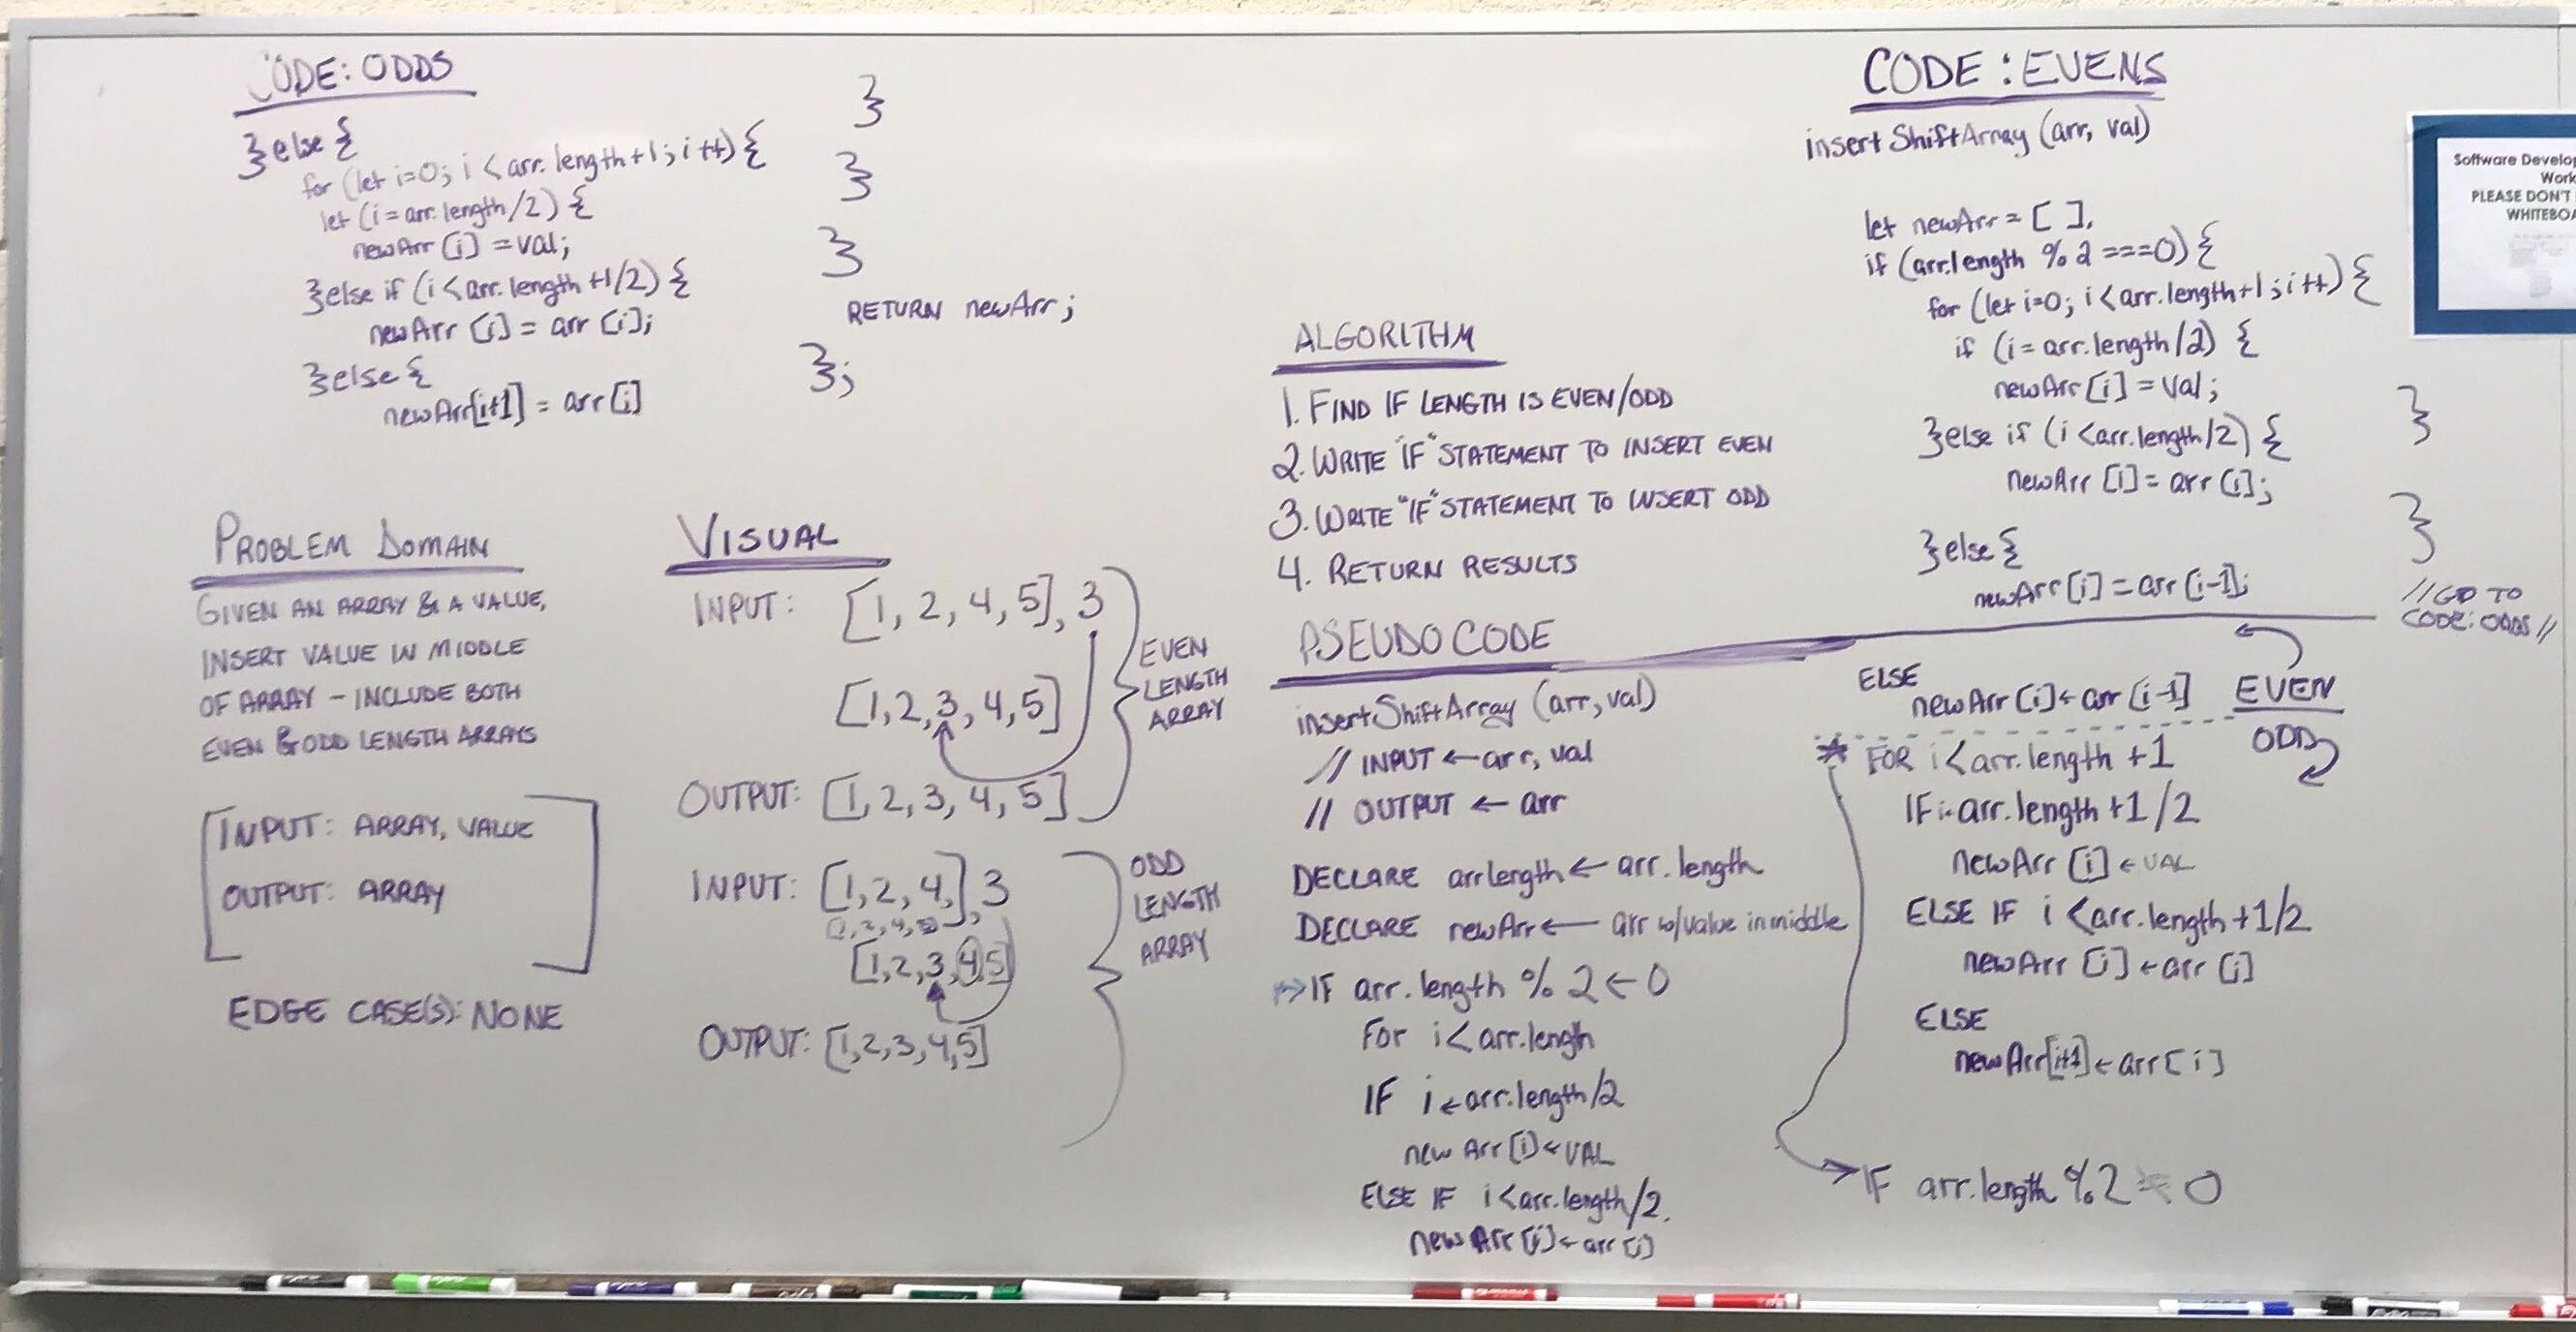 CODE: ODDS
}else {
for (let i=0; i < arr.length+1; i++) {
let (i = arr.length/2) {
newArr [i] = val;
}else if (i < arr.length +1/2) {
newArr [i] = arr [i];
}else {
newArr[i+1] = arr[i]
}
}
}
RETURN newArr;
};
PROBLEM DOMAIN
GIVEN AN ARRAY & A VALUE,
INSERT VALUE IN MIDDLE
OF ARRAY - INCLUDE BOTH
EVEN & ODD LENGTH ARRAYS
INPUT: ARRAY, VALUE
OUTPUT: ARRAY
EDGE CASE(S): NONE
VISUAL
INPUT: [1, 2, 4, 5], 3
[1, 2, 3, 4, 5]
OUTPUT: [1, 2, 3, 4, 5]
EVEN
LENGTH
ARRAY
INPUT: [1, 2, 4,], 3
[1,2,3,4,5]
OUTPUT: [1,2,3,4,5]
ODD
LENGTH
ARRAY
ALGORITHM
1. FIND IF LENGTH IS EVEN/ODD
2. WRITE "IF" STATEMENT TO INSERT EVEN
3. WRITE "IF" STATEMENT TO INSERT ODD
4. RETURN RESULTS
PSEUDO CODE
insertShiftArray (arr, val)
// INPUT ← arr, val
// OUTPUT ← arr
DECLARE arrlength ← arr.length
DECLARE newArr ← arr w/value in middle
→ IF arr.length % 2 ← 0
For i < arr.length
IF i ← arr.length/2
new Arr [i] ← VAL
ELSE IF i < arr.length/2.
new Arr [i] ← arr [i]
ELSE
newArr [i] ← arr [i-1]
EVEN
ODD
* FOR i < arr.length +1
IF i ← arr.length +1/2
newArr [i] ← VAL
ELSE IF i < arr.length +1/2
newArr [i] ← arr [i]
ELSE
newArr[i+1] ← arr[i]
→ IF arr.length %2 0
CODE: EVENS
insertShiftArray (arr, val)
let newArr = [ ],
if (arr.length % 2 ===0) {
for (let i=0; i < arr.length+1; i++) {
if (i = arr.length/2) {
newArr [i] = val;
}else if (i < arr.length/2) {
newArr [i] = arr [i];
}else {
newArr [i] = arr [i-1];
}
}
//GO TO
CODE: ODDS //
Software Develop
Work
PLEASE DON'T
WHITEBOA